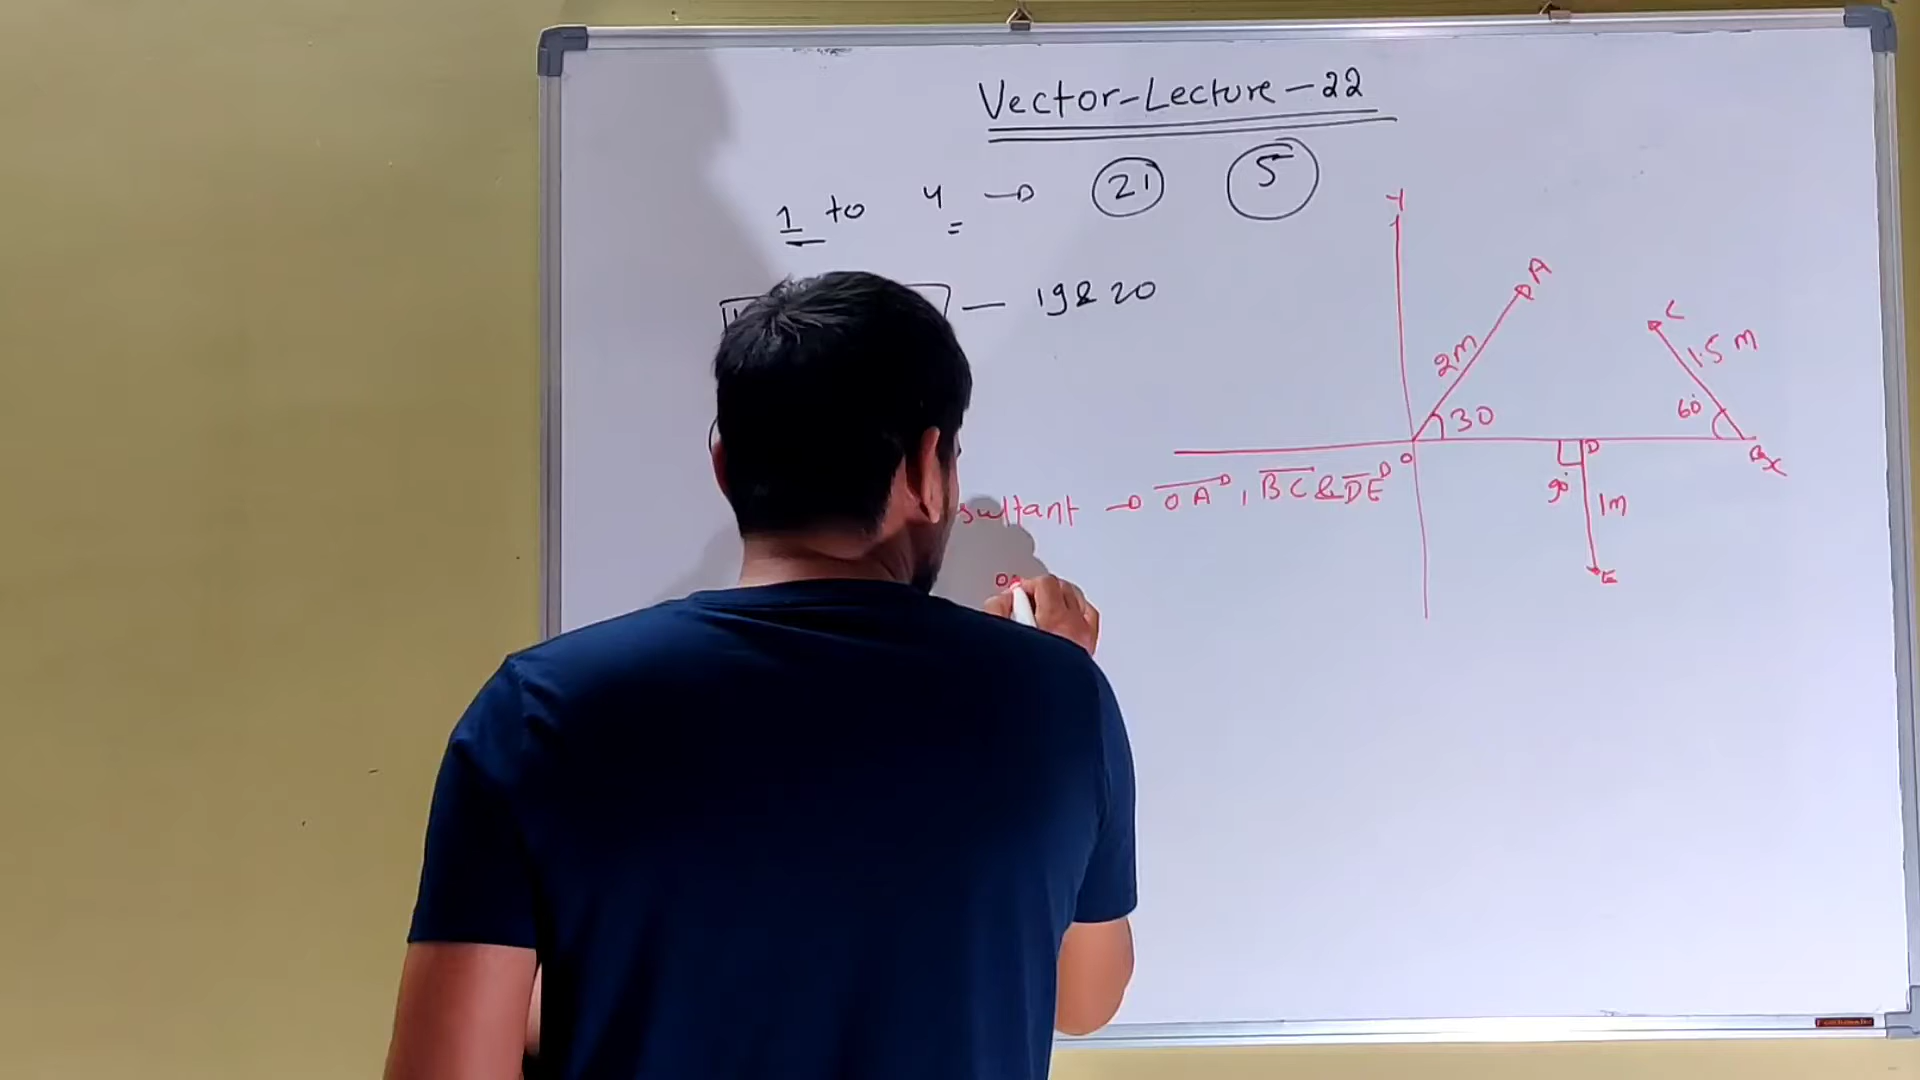 Vector-Lecture-22
1 to 4 → 21 5
— 19 & 20
sultant → OA, BC & DE
Y
A
2m
30
O
C
1.5 m
60°
B
X
D
90°
1m
E